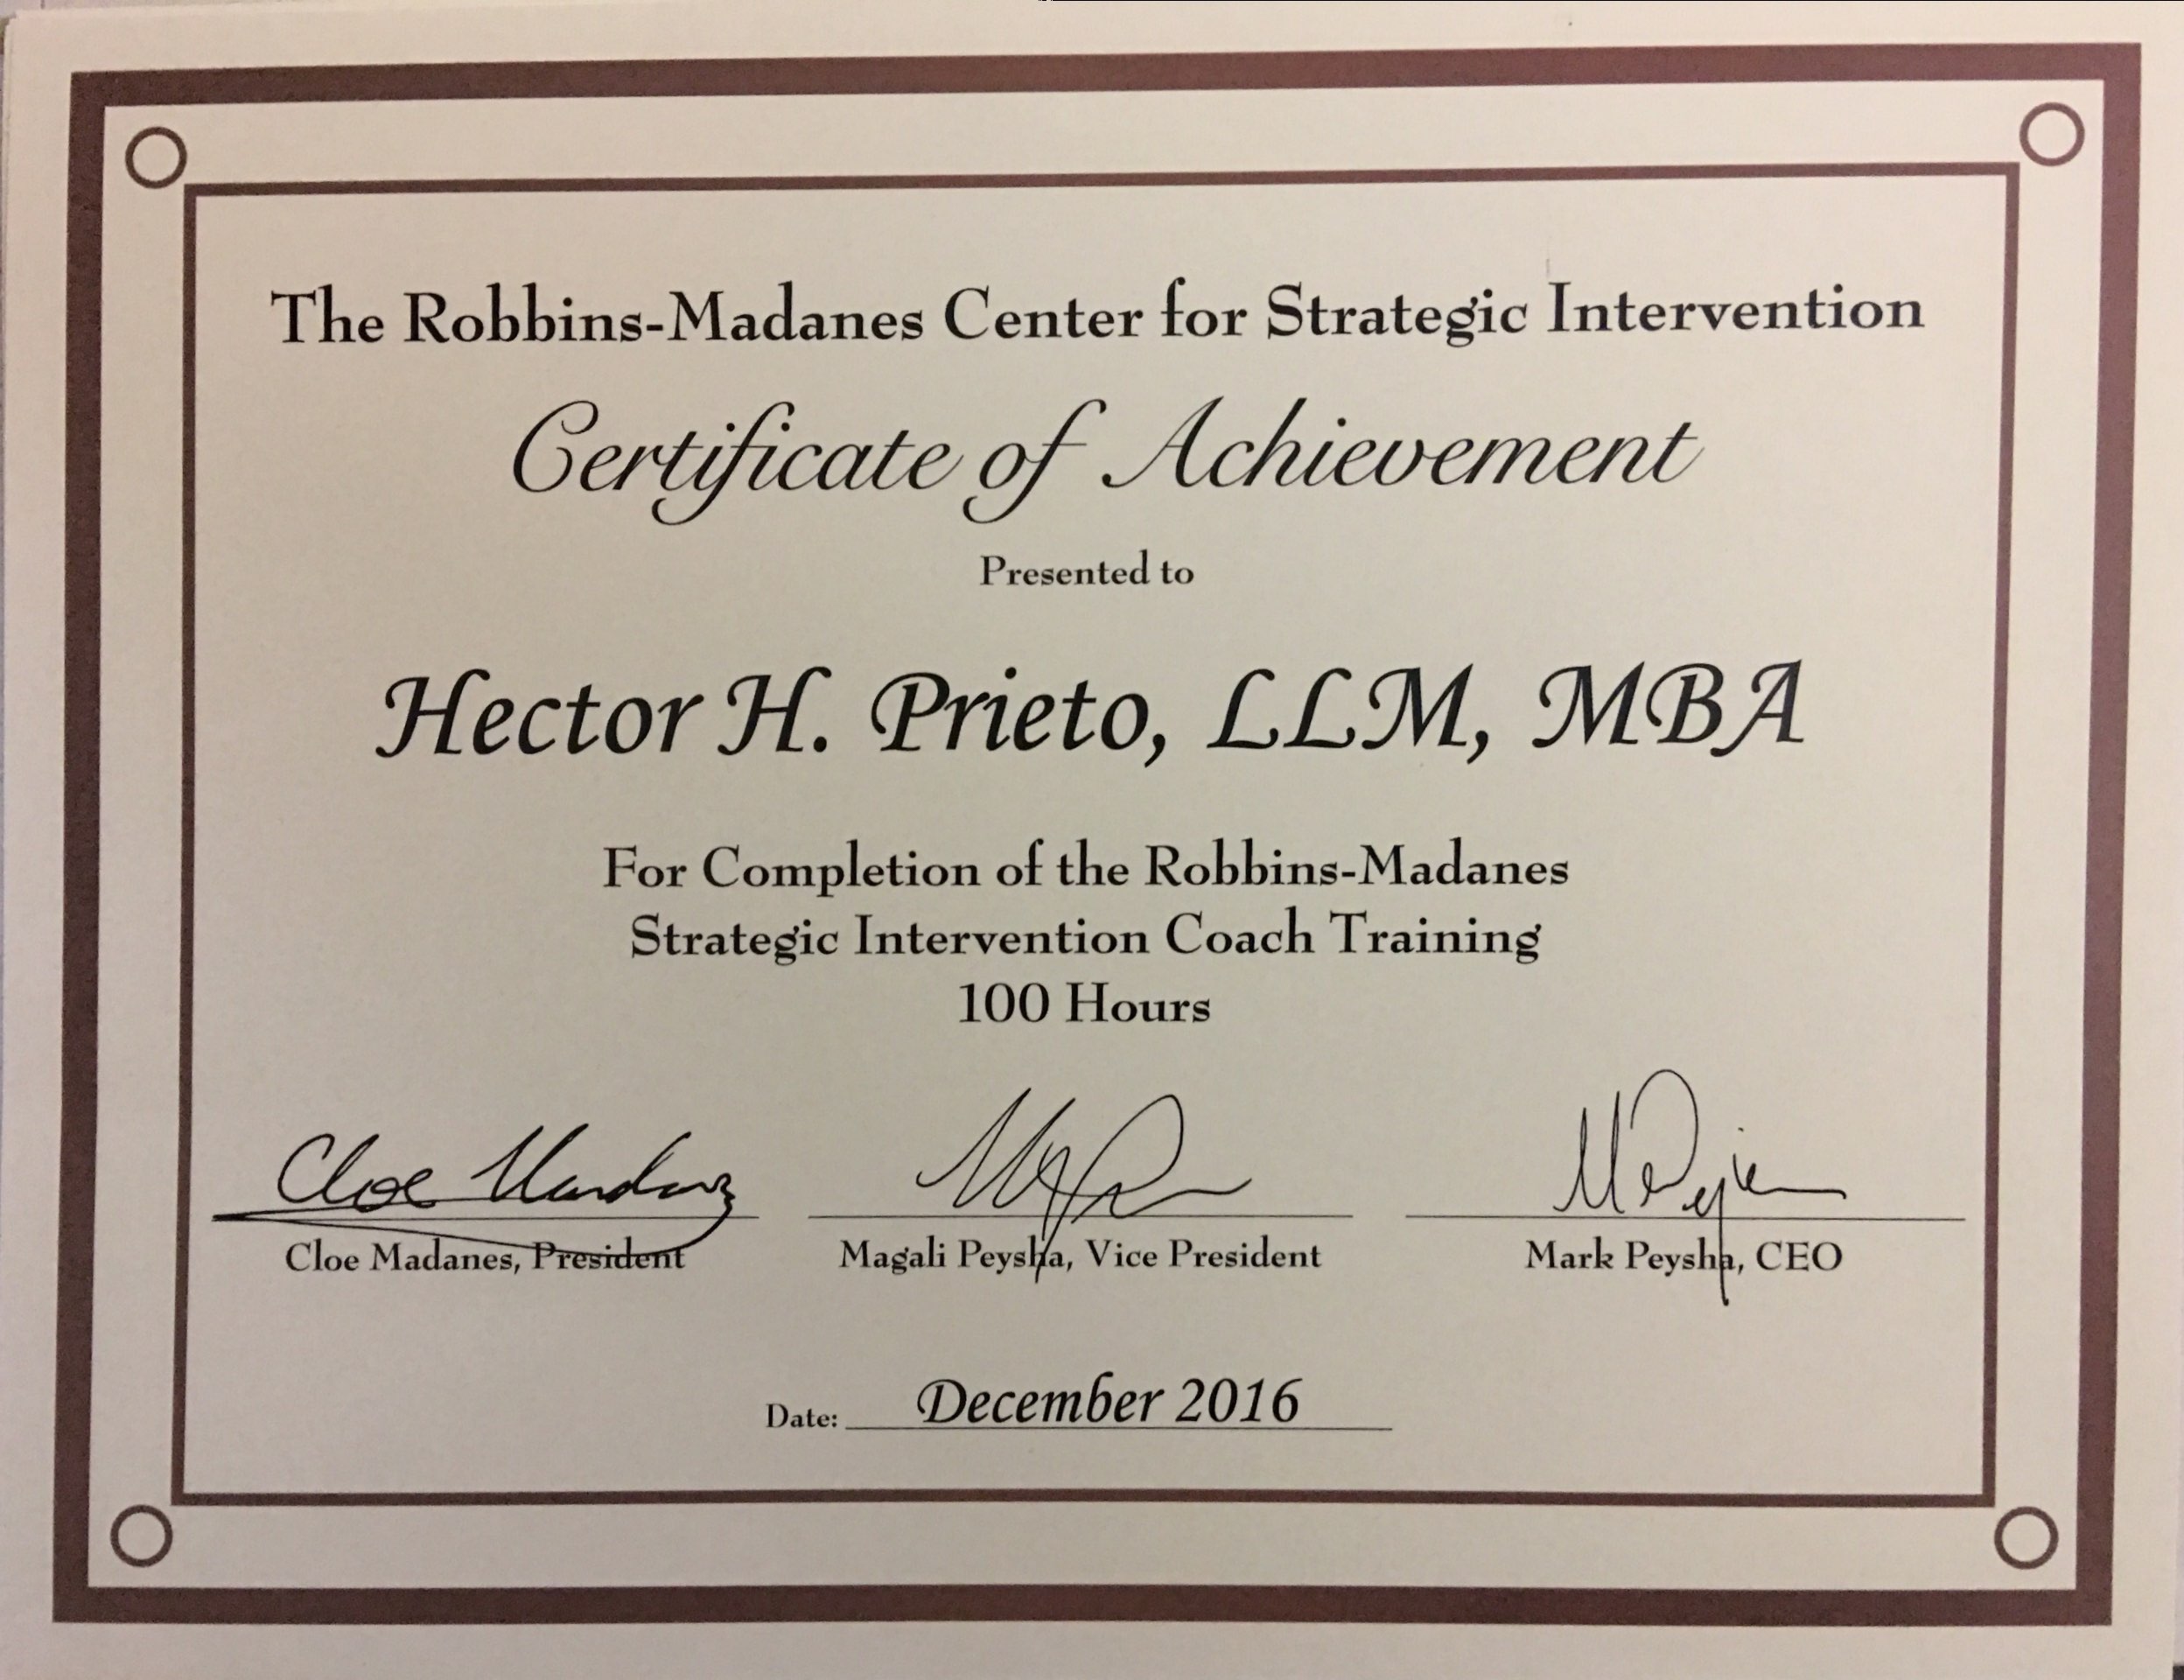 The Robbins-Madanes Center for Strategic Intervention
Certificate of Achievement
Presented to
Hector H. Prieto, LLM, MBA
For Completion of the Robbins-Madanes
Strategic Intervention Coach Training
100 Hours
Cloe Madanes
Cloe Madanes, President
Magali Peysha, Vice President
Mark Peysha, CEO
Date: December 2016